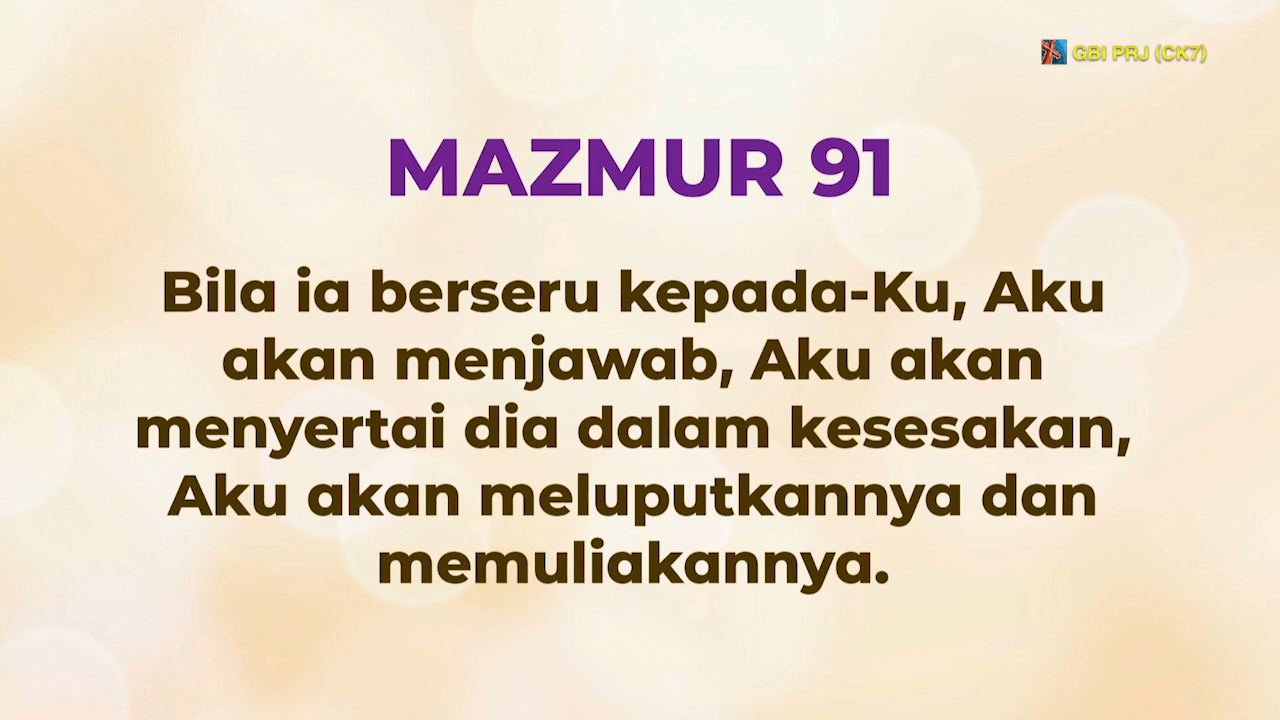 GBI PRJ (CK7)
MAZMUR 91
Bila ia berseru kepada-Ku, Aku
akan menjawab, Aku akan
menyertai dia dalam kesesakan,
Aku akan meluputkannya dan
memuliakannya.